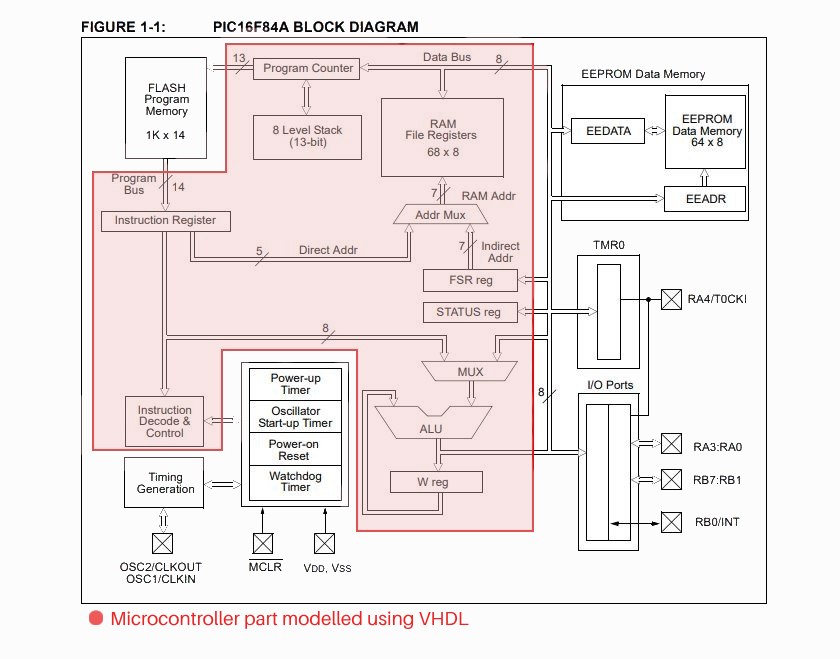 FIGURE 1-1: PIC16F84A BLOCK DIAGRAM
13
Program Counter
Data Bus
8
EEPROM Data Memory
FLASH
Program
Memory
1K x 14
8 Level Stack
(13-bit)
RAM
File Registers
68 x 8
EEDATA
EEPROM
Data Memory
64 x 8
Program
Bus
14
7
RAM Addr
EEADR
Instruction Register
Addr Mux
5
Direct Addr
7
Indirect
Addr
TMR0
FSR reg
RA4/T0CKI
STATUS reg
8
MUX
Power-up
Timer
I/O Ports
8
Instruction
Decode &
Control
Oscillator
Start-up Timer
ALU
Power-on
Reset
RA3:RA0
Timing
Generation
Watchdog
Timer
W reg
RB7:RB1
RB0/INT
OSC2/CLKOUT
OSC1/CLKIN
MCLR
VDD, VSS
Microcontroller part modelled using VHDL